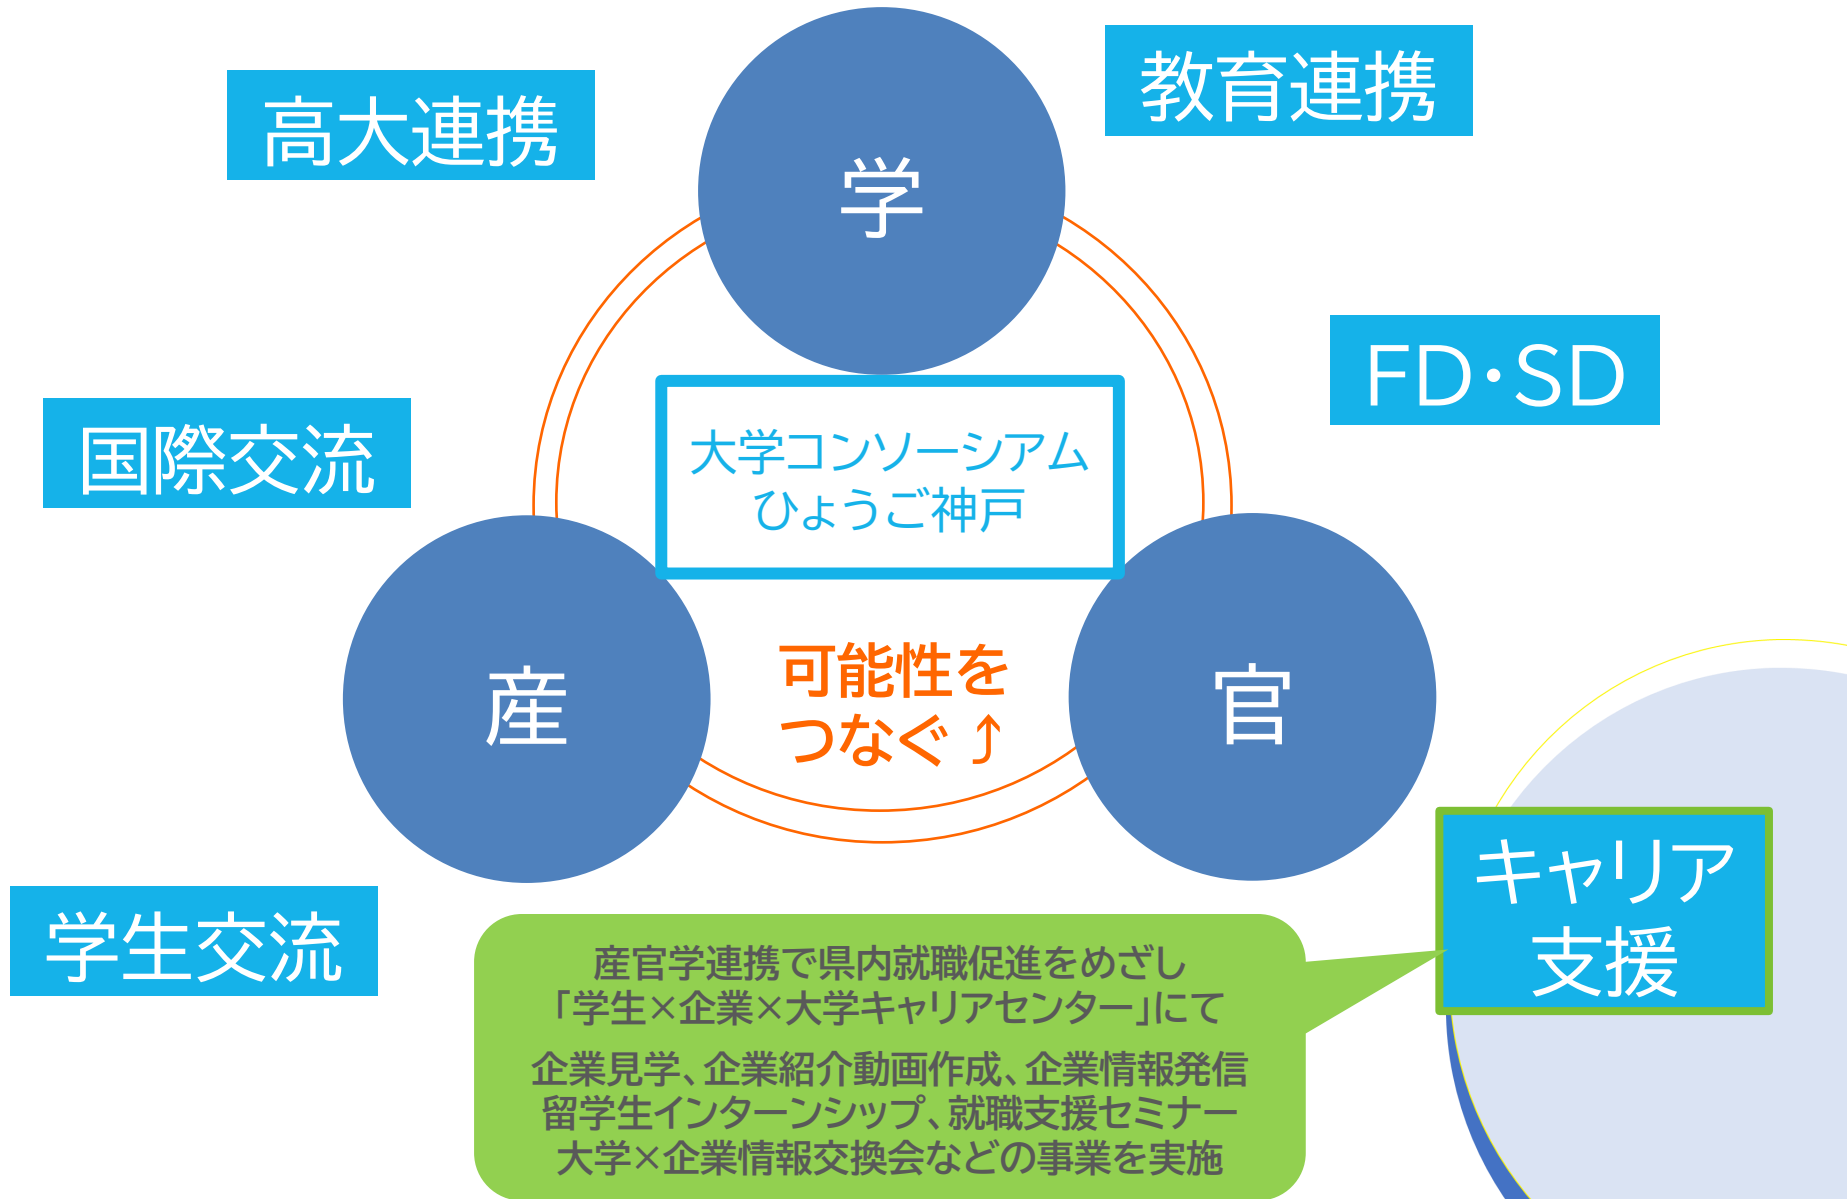 教育連携
高大連携
学
FD・SD
国際交流
大学コンソーシアム
ひょうご神戸
産
可能性を
つなぐ ⤴
官
キャリア
支援
学生交流
産官学連携で県内就職促進をめざし
「学生×企業×大学キャリアセンター」にて
企業見学、企業紹介動画作成、企業情報発信
留学生インターンシップ、就職支援セミナー
大学×企業情報交換会などの事業を実施